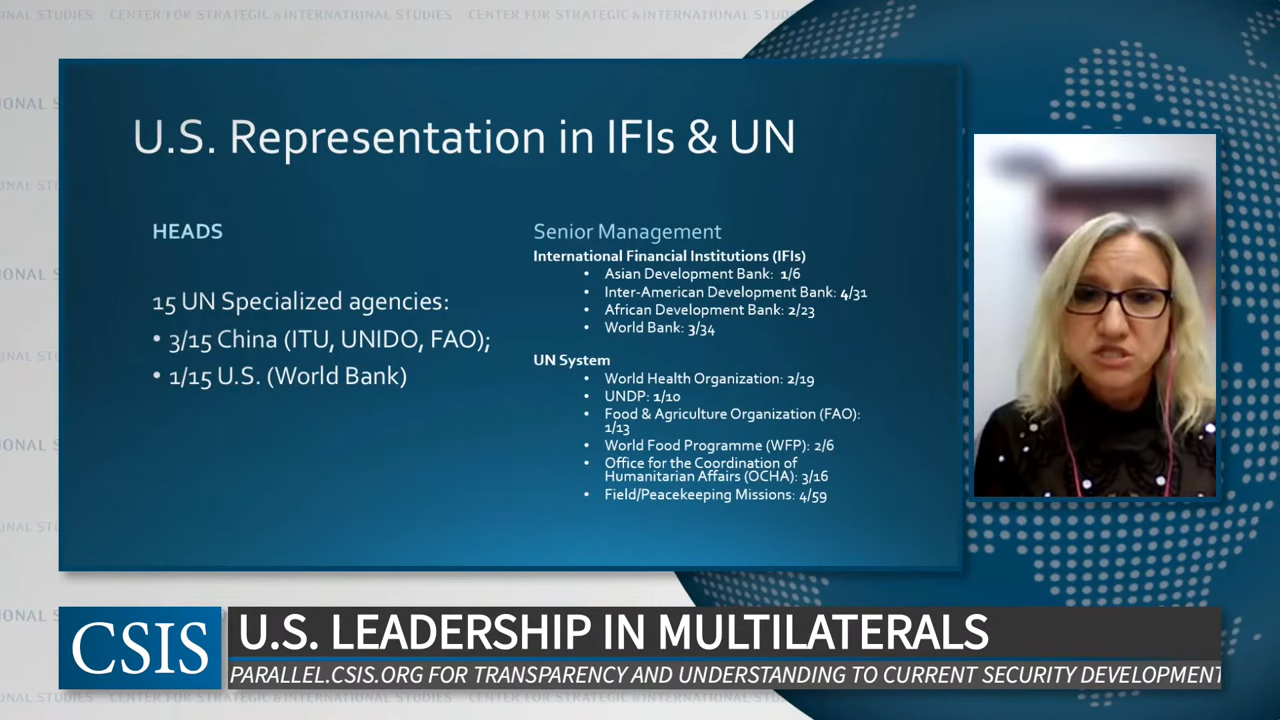 CENTER FOR STRATEGIC & INTERNATIONAL STUDIES
U.S. Representation in IFIs & UN
HEADS
15 UN Specialized agencies:
• 3/15 China (ITU, UNIDO, FAO);
• 1/15 U.S. (World Bank)
Senior Management
International Financial Institutions (IFIs)
• Asian Development Bank: 1/6
• Inter-American Development Bank: 4/31
• African Development Bank: 2/23
• World Bank: 3/34
UN System
• World Health Organization: 2/19
• UNDP: 1/10
• Food & Agriculture Organization (FAO):
1/13
• World Food Programme (WFP): 2/6
• Office for the Coordination of
Humanitarian Affairs (OCHA): 3/16
• Field/Peacekeeping Missions: 4/59
CSIS
U.S. LEADERSHIP IN MULTILATERALS
PARALLEL.CSIS.ORG FOR TRANSPARENCY AND UNDERSTANDING TO CURRENT SECURITY DEVELOPMENT